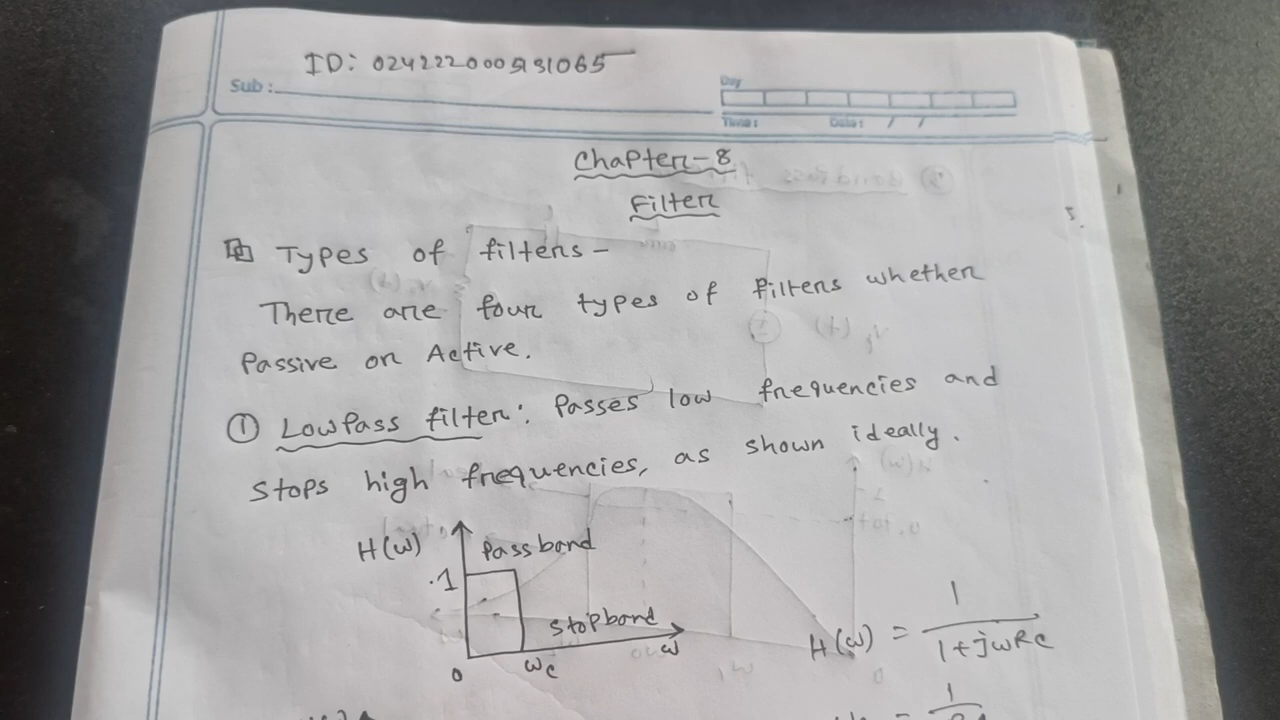 ID: 0242220005131065
Sub :
Day
Time : Date : / /
Chapter-8
Filter
Types of filters-
There are four types of filters whether
Passive or Active.
① Lowpass filter: Passes low frequencies and
stops high frequencies, as shown ideally.
H(ω) Passband
1
Stopband
0 ωc ω
H(ω) = 1 / 1+jωRC